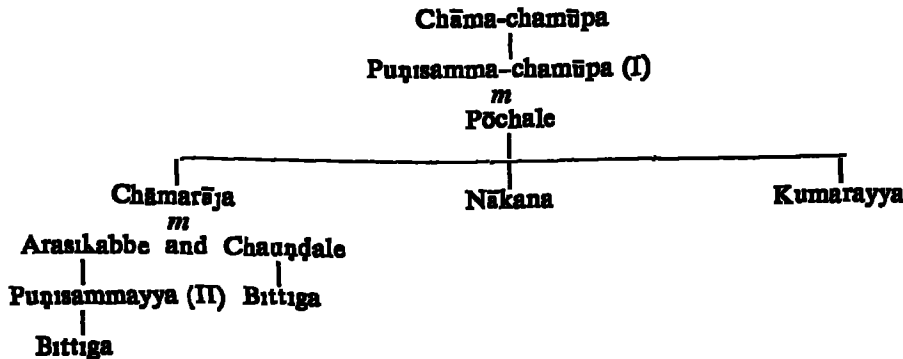 Chāma-chamūpa
Puṇisamma-chamūpa (I)
m
Pōchale
Chāmarāja Nākana Kumarayya
m
Arasikabbe and Chauṇḍale
Puṇisammayya (II) Bittiga
Bittiga